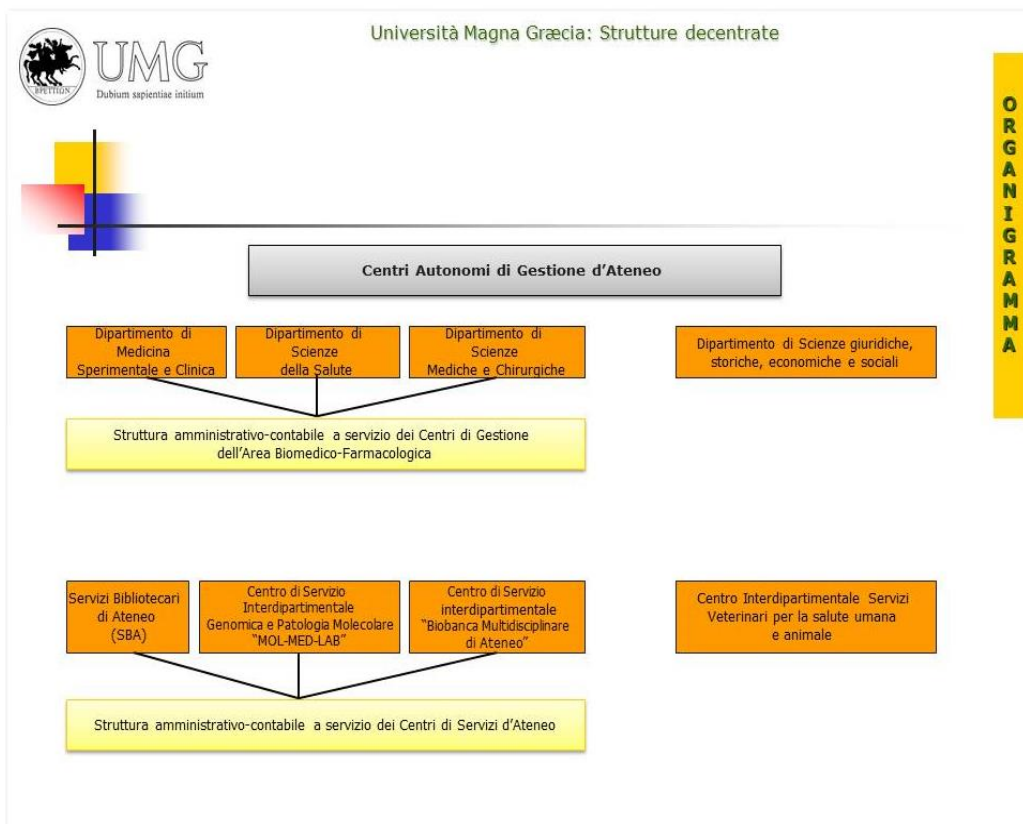 Università Magna Græcia: Strutture decentrate
UMG
Dubium sapientiae initium
ORGANIGRAMMA
Centri Autonomi di Gestione d'Ateneo
Dipartimento di
Medicina
Sperimentale e Clinica
Dipartimento di
Scienze
della Salute
Dipartimento di
Scienze
Mediche e Chirurgiche
Dipartimento di Scienze giuridiche,
storiche, economiche e sociali
Struttura amministrativo-contabile a servizio dei Centri di Gestione
dell'Area Biomedico-Farmacologica
Servizi Bibliotecari
di Ateneo
(SBA)
Centro di Servizio
Interdipartimentale
Genomica e Patologia Molecolare
"MOL-MED-LAB"
Centro di Servizio
interdipartimentale
"Biobanca Multidisciplinare
di Ateneo"
Centro Interdipartimentale Servizi
Veterinari per la salute umana
e animale
Struttura amministrativo-contabile a servizio dei Centri di Servizi d'Ateneo